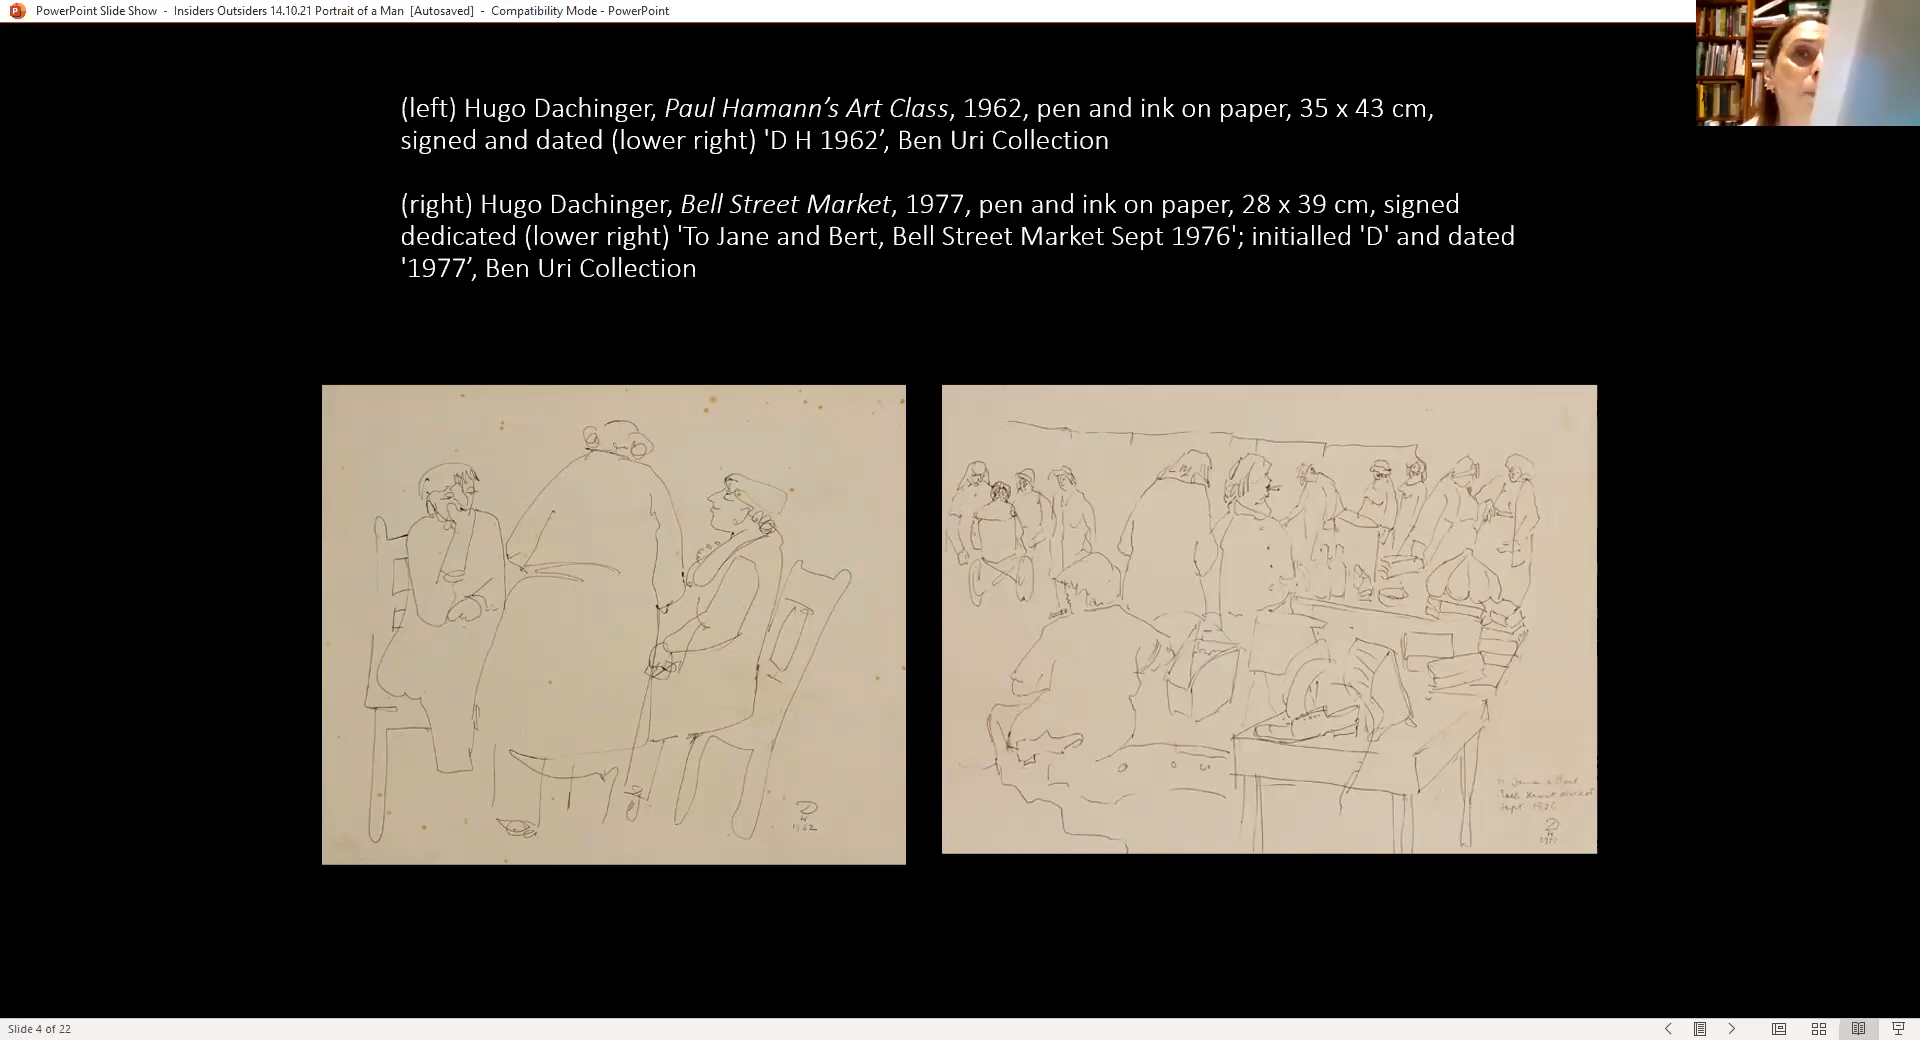 PowerPoint Slide Show - Insiders Outsiders 14.10.21 Portrait of a Man [Autosaved] - Compatibility Mode - PowerPoint
(left) Hugo Dachinger, Paul Hamann’s Art Class, 1962, pen and ink on paper, 35 x 43 cm,
signed and dated (lower right) 'D H 1962’, Ben Uri Collection
(right) Hugo Dachinger, Bell Street Market, 1977, pen and ink on paper, 28 x 39 cm, signed
dedicated (lower right) 'To Jane and Bert, Bell Street Market Sept 1976'; initialled 'D' and dated
'1977’, Ben Uri Collection
D
H
1962
Sept 1976
D
H
1977
Slide 4 of 22